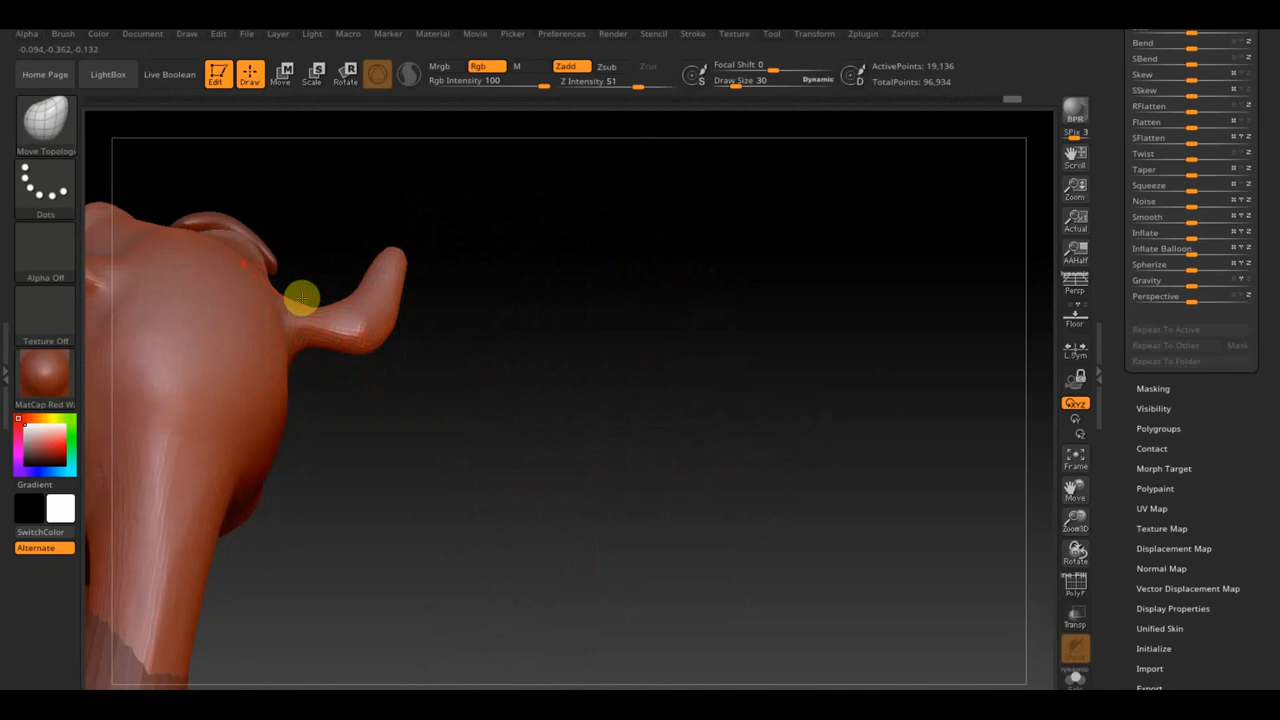 Alpha Brush Color Document Draw Edit File Layer Light Macro Marker Material Movie Picker Preferences Render Stencil Stroke Texture Tool Transform Zplugin Zscript
-0.094,-0.362,-0.132
Home Page LightBox Live Boolean Edit Draw Move Scale Rotate
Mrgb Rgb M Zadd Zsub Zcut
Rgb Intensity 100 Z Intensity 51
Focal Shift 0
Draw Size 30 Dynamic
S
D
ActivePoints: 19,136
TotalPoints: 96,934
Move Topologi
Dots
Alpha Off
Texture Off
MatCap Red Wa
Gradient
SwitchColor
Alternate
BPR
SPix 3
Scroll
Zoom
Actual
AAHalf
Dynamic
Persp
Floor
L.Sym
XYZ
Y
Z
Frame
Move
Zoom3D
Rotate
PolyF
Transp
Dynamic
Solo
Bend
SBend
Skew
SSkew
RFlatten
Flatten
SFlatten
Twist
Taper
Squeeze
Noise
Smooth
Inflate
Inflate Balloon
Spherize
Gravity
Perspective
Repeat To Active
Repeat To Other Mask
Repeat To Folder
Masking
Visibility
Polygroups
Contact
Morph Target
Polypaint
UV Map
Texture Map
Displacement Map
Normal Map
Vector Displacement Map
Display Properties
Unified Skin
Initialize
Import
Export